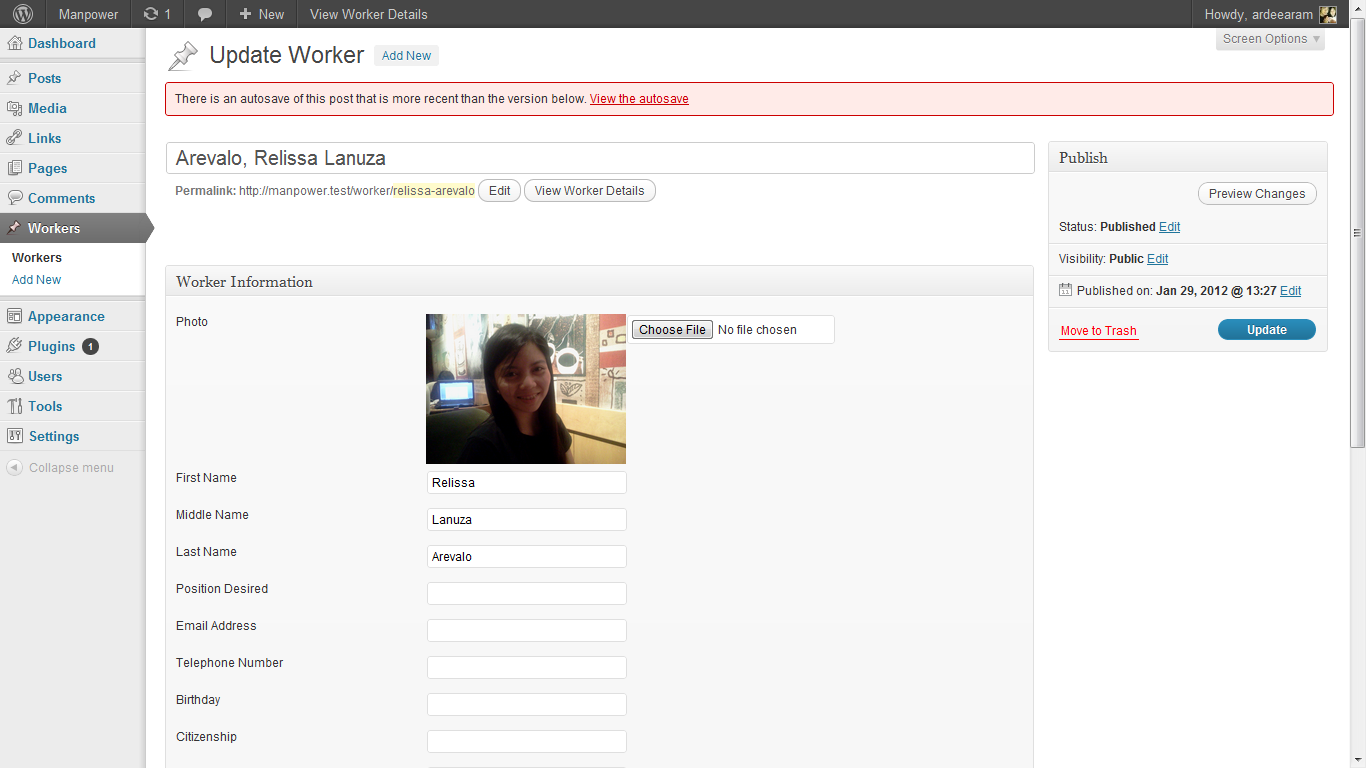 Manpower 1 New View Worker Details Howdy, ardeearam
Dashboard
Posts
Media
Links
Pages
Comments
Workers
Workers
Add New
Appearance
Plugins 1
Users
Tools
Settings
Collapse menu
Screen Options
Update Worker Add New
There is an autosave of this post that is more recent than the version below. View the autosave
Arevalo, Relissa Lanuza
Permalink: http://manpower.test/worker/relissa-arevalo Edit View Worker Details
Worker Information
Photo Choose File No file chosen
First Name Relissa
Middle Name Lanuza
Last Name Arevalo
Position Desired
Email Address
Telephone Number
Birthday
Citizenship
Publish
Preview Changes
Status: Published Edit
Visibility: Public Edit
Published on: Jan 29, 2012 @ 13:27 Edit
Move to Trash Update